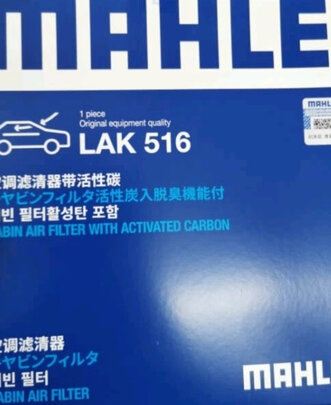 MAHLE
1 piece
Original equipment quality
LAK 516
MAHLE
调滤清器带活性碳
ャビンフィルタ活性炭入脱臭機能付
빈 필터활성탄 포함
ABIN AIR FILTER WITH ACTIVATED CARBON
调滤清器
ャビンフィルタ
빈 필터
ABIN AIR FILTER
MAHL